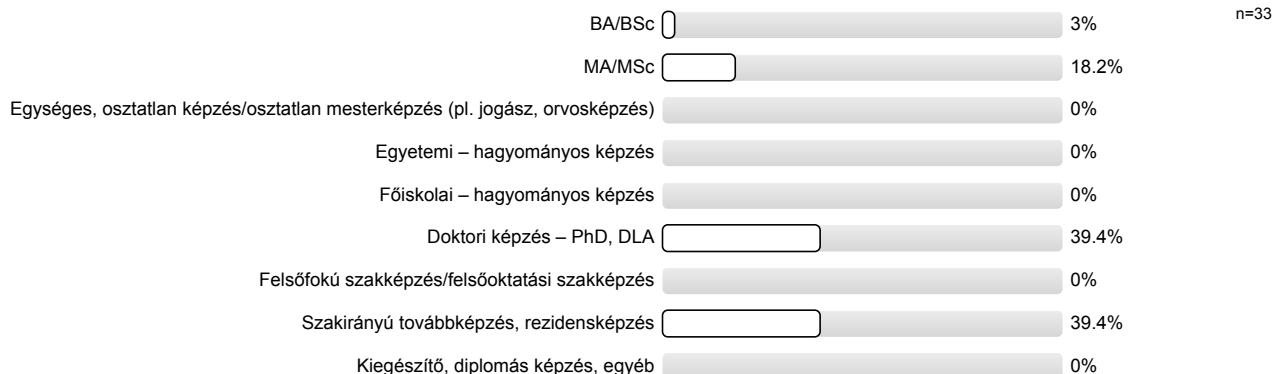 BA/BSc 3% n=33
MA/MSc 18.2%
Egységes, osztatlan képzés/osztatlan mesterképzés (pl. jogász, orvosképzés) 0%
Egyetemi – hagyományos képzés 0%
Főiskolai – hagyományos képzés 0%
Doktori képzés – PhD, DLA 39.4%
Felsőfokú szakképzés/felsőoktatási szakképzés 0%
Szakirányú továbbképzés, rezidensképzés 39.4%
Kiegészítő, diplomás képzés, egyéb 0%